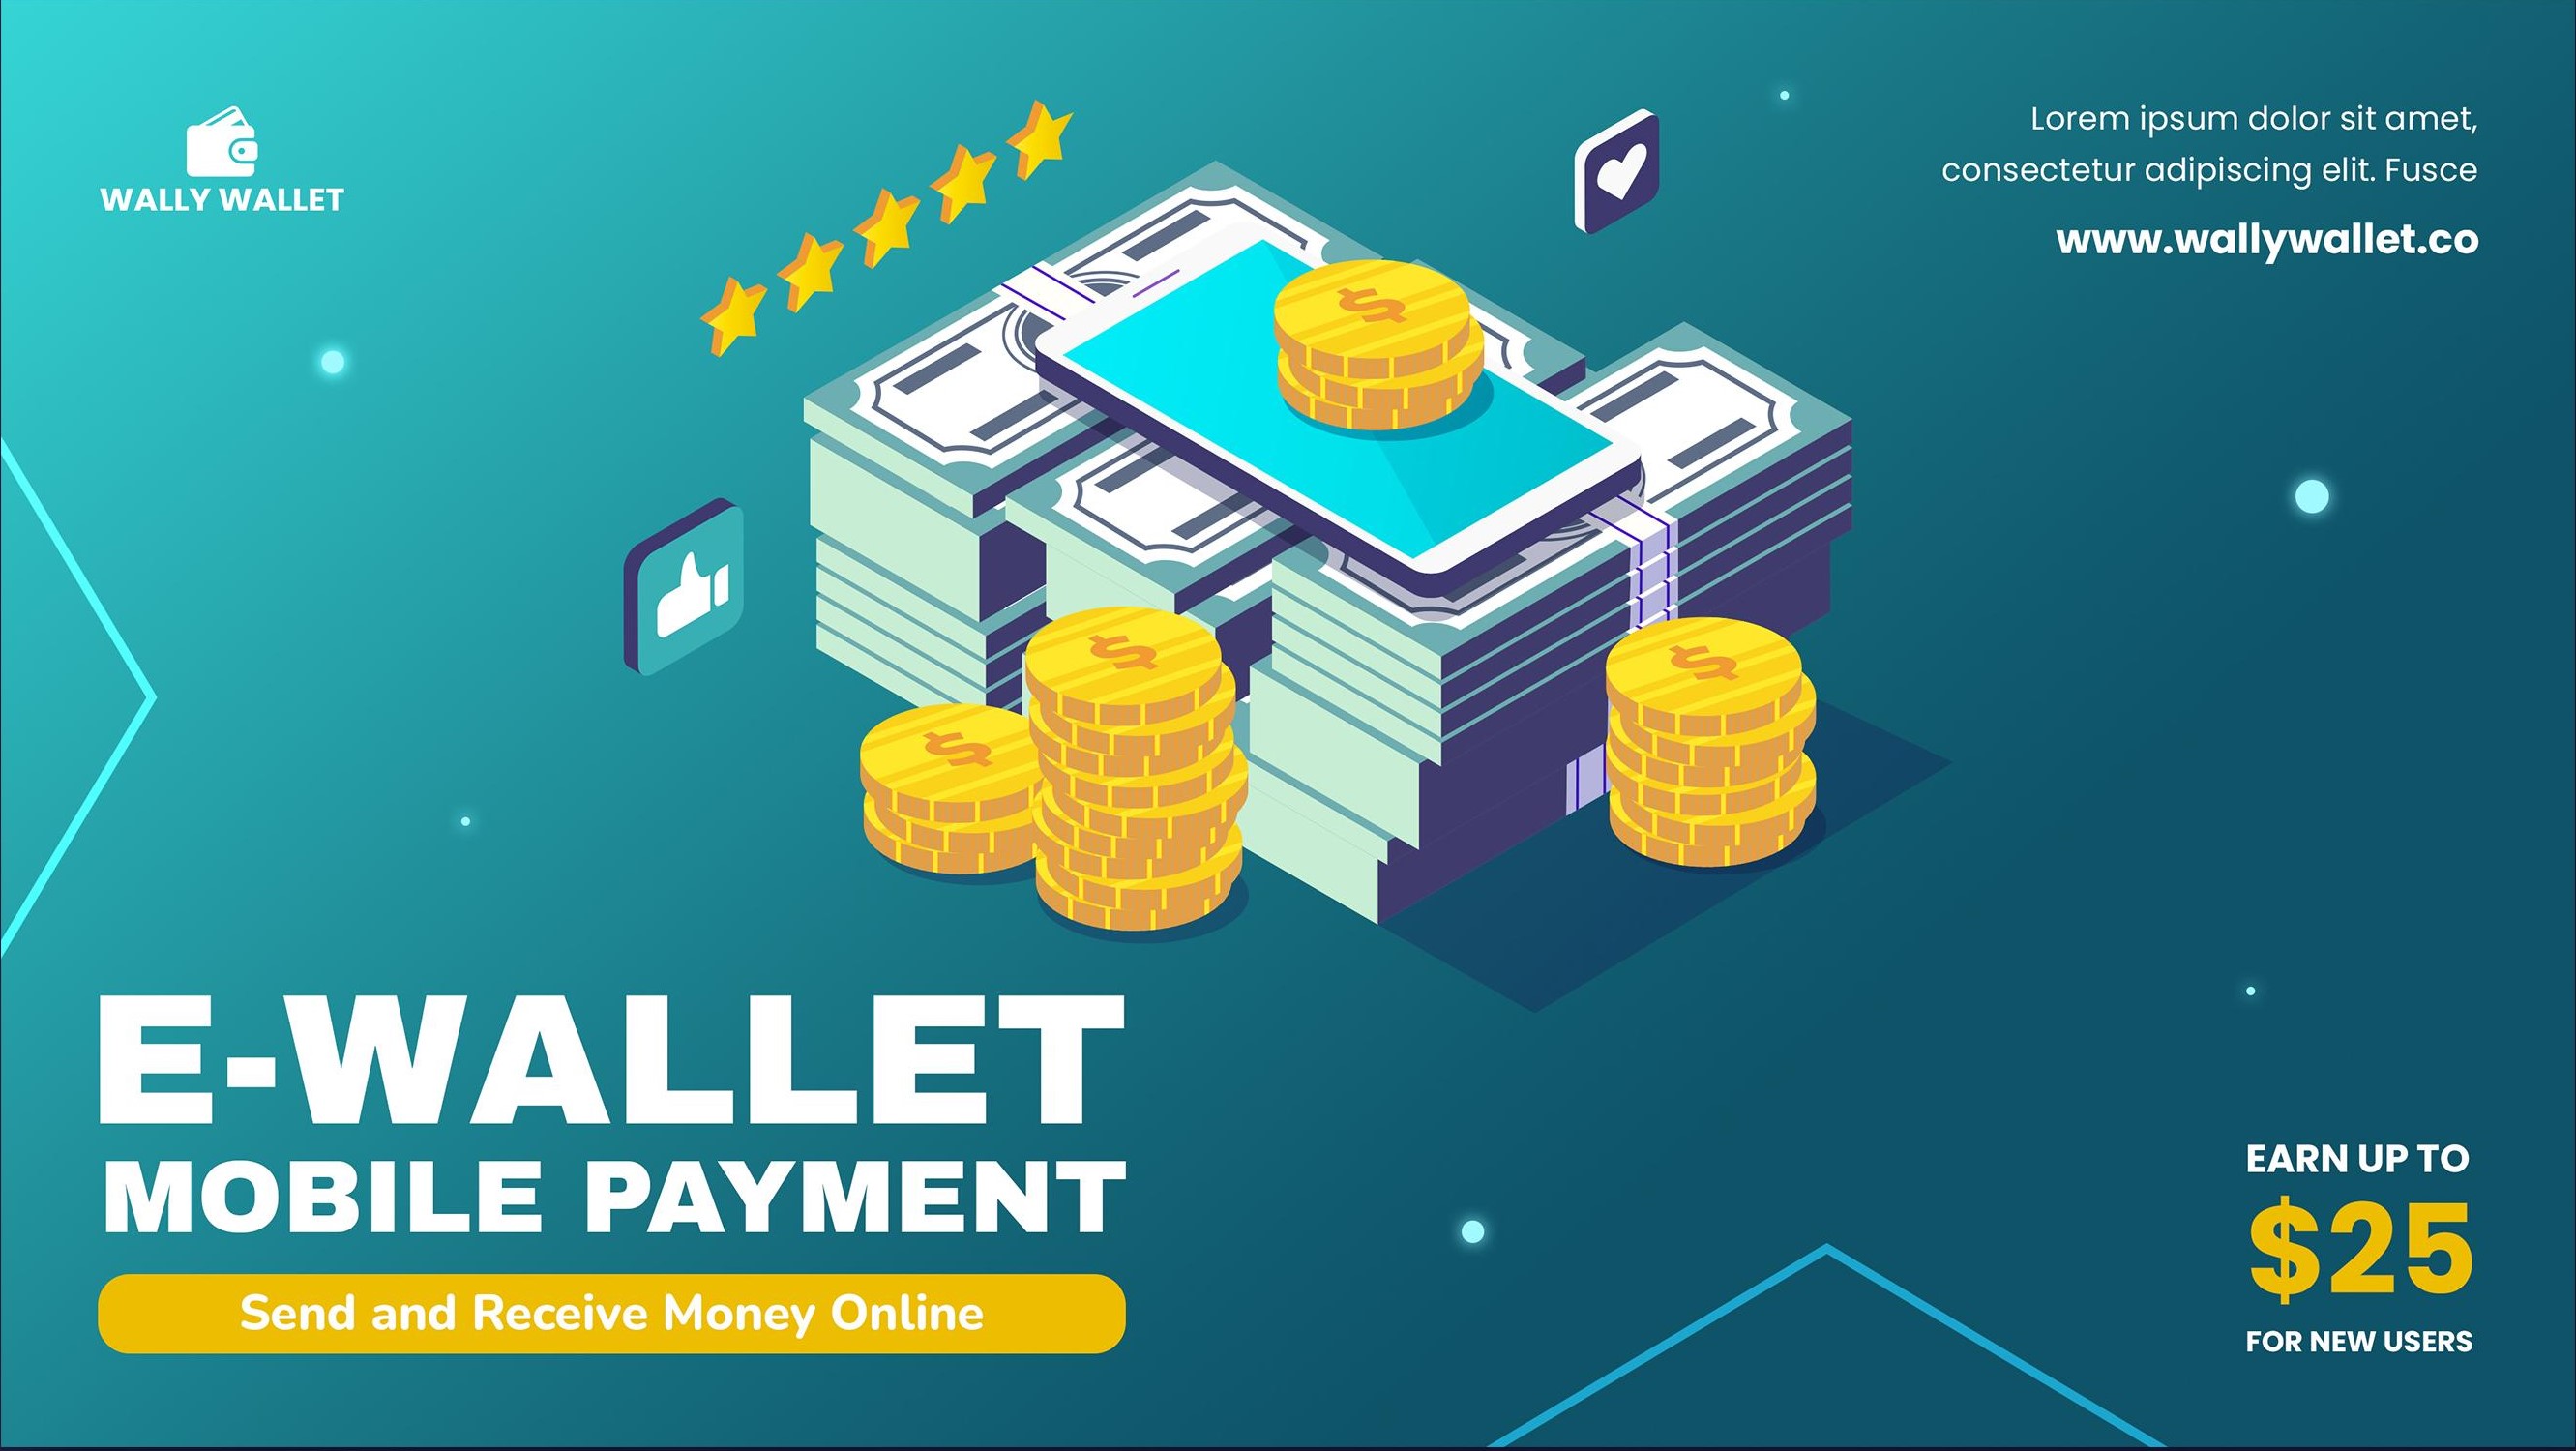 WALLY WALLET
Lorem ipsum dolor sit amet,
consectetur adipiscing elit. Fusce
www.wallywallet.co
$
$
$
$
E-WALLET
MOBILE PAYMENT
Send and Receive Money Online
EARN UP TO
$25
FOR NEW USERS